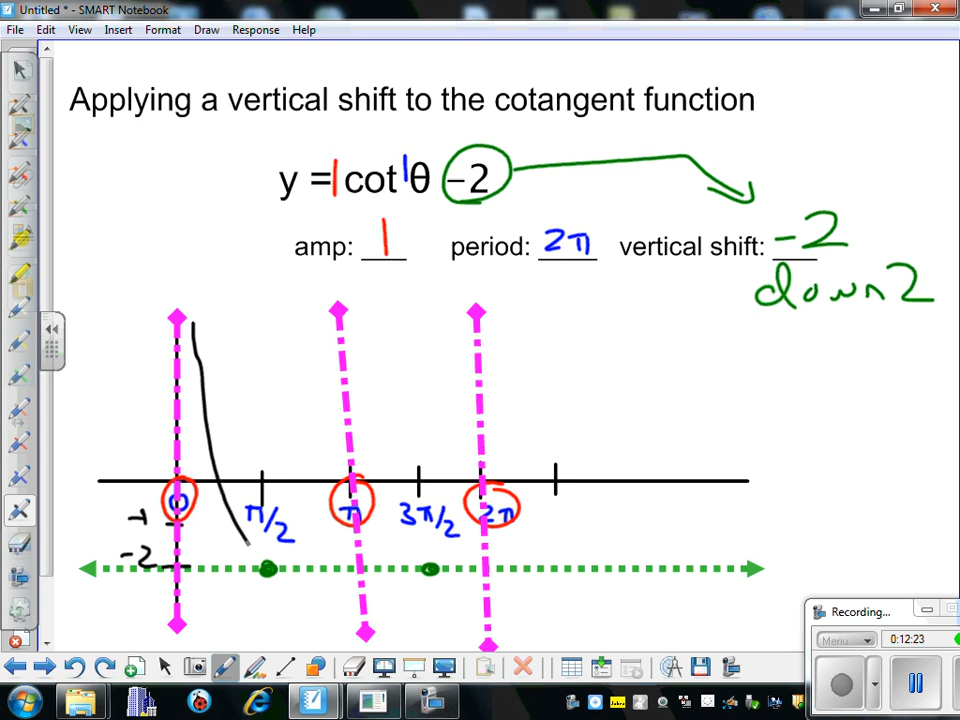 Untitled * - SMART Notebook
File Edit View Insert Format Draw Response Help
Applying a vertical shift to the cotangent function
y = 1 cot 1 θ -2
amp: 1 period: 2π vertical shift: -2
down 2
0 π/2 π 3π/2 2π
-1
-2
Recording...
Menu 0:12:23